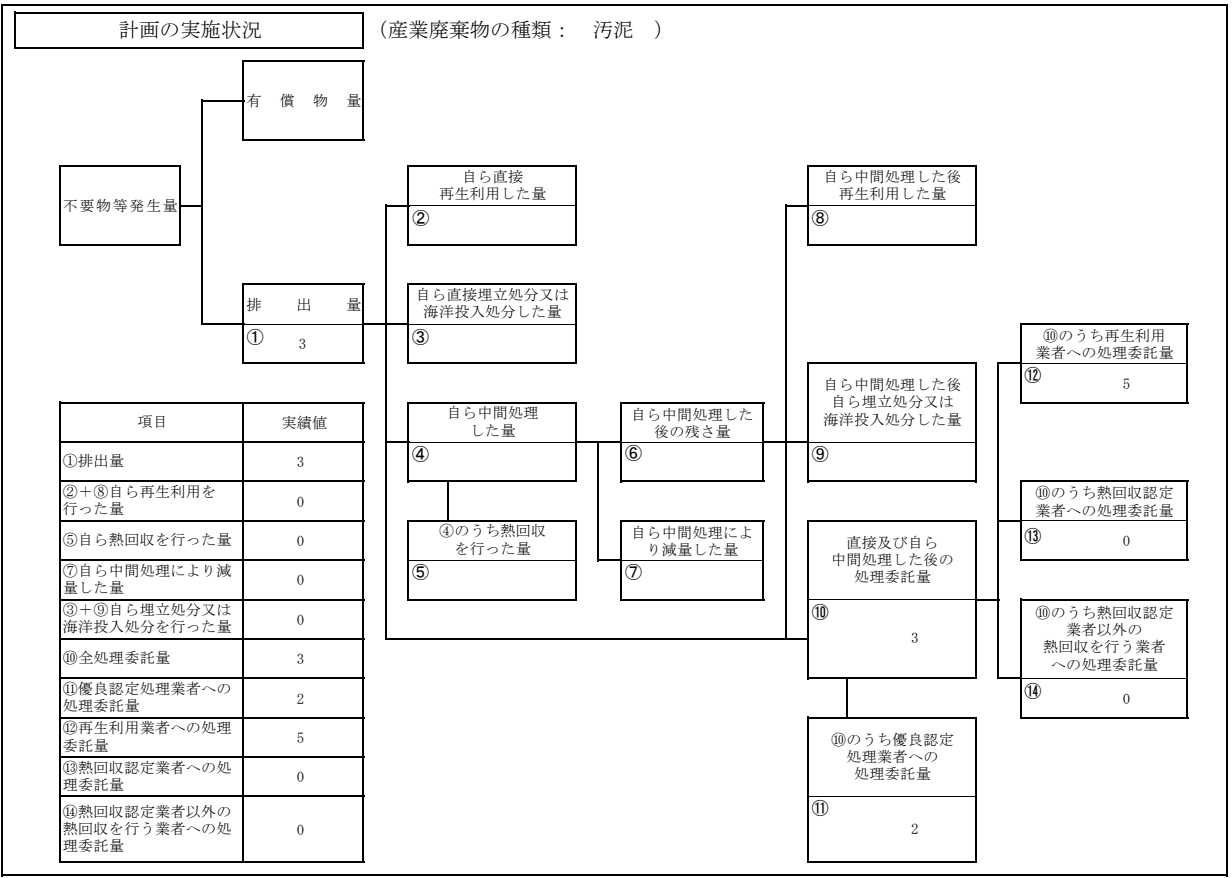 計画の実施状況　（産業廃棄物の種類：　汚泥　）
有償物量
不要物等発生量
自ら直接
再生利用した量
②
自ら中間処理した後
再生利用した量
⑧
排出量
① 3
自ら直接埋立処分又は
海洋投入処分した量
③
⑩のうち再生利用
業者への処理委託量
⑫ 5
自ら中間処理した後
自ら埋立処分又は
海洋投入処分した量
⑨
自ら中間処理
した量
④
自ら中間処理した
後の残さ量
⑥
⑩のうち熱回収認定
業者への処理委託量
⑬ 0
④のうち熱回収
を行った量
⑤
自ら中間処理によ
り減量した量
⑦
直接及び自ら
中間処理した後の
処理委託量
⑩
3
⑩のうち熱回収認定
業者以外の
熱回収を行う業者
への処理委託量
⑭ 0
⑩のうち優良認定
処理業者への
処理委託量
⑪
2
項目 実績値
①排出量 3
②＋⑧自ら再生利用を
行った量 0
⑤自ら熱回収を行った量 0
⑦自ら中間処理により減
量した量 0
③＋⑨自ら埋立処分又は
海洋投入処分を行った量 0
⑩全処理委託量 3
⑪優良認定処理業者への
処理委託量 2
⑫再生利用業者への処理
委託量 5
⑬熱回収認定業者への処
理委託量 0
⑭熱回収認定業者以外の
熱回収を行う業者への処
理委託量 0